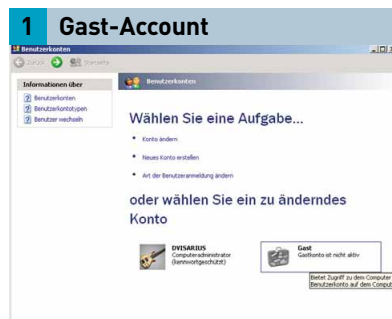 1 Gast-Account
Benutzerkonten
Zurück Startseite
Informationen über
Benutzerkonten
Benutzerkontotypen
Benutzer wechseln
Benutzerkonten
Wählen Sie eine Aufgabe...
Konto ändern
Neues Konto erstellen
Art der Benutzeranmeldung ändern
oder wählen Sie ein zu änderndes
Konto
DVISARIUS
Computeradministrator
(kennwortgeschützt)
Gast
Gastkonto ist nicht aktiv
Bietet Zugriff zu dem Computer
Benutzerkonto auf dem Comput